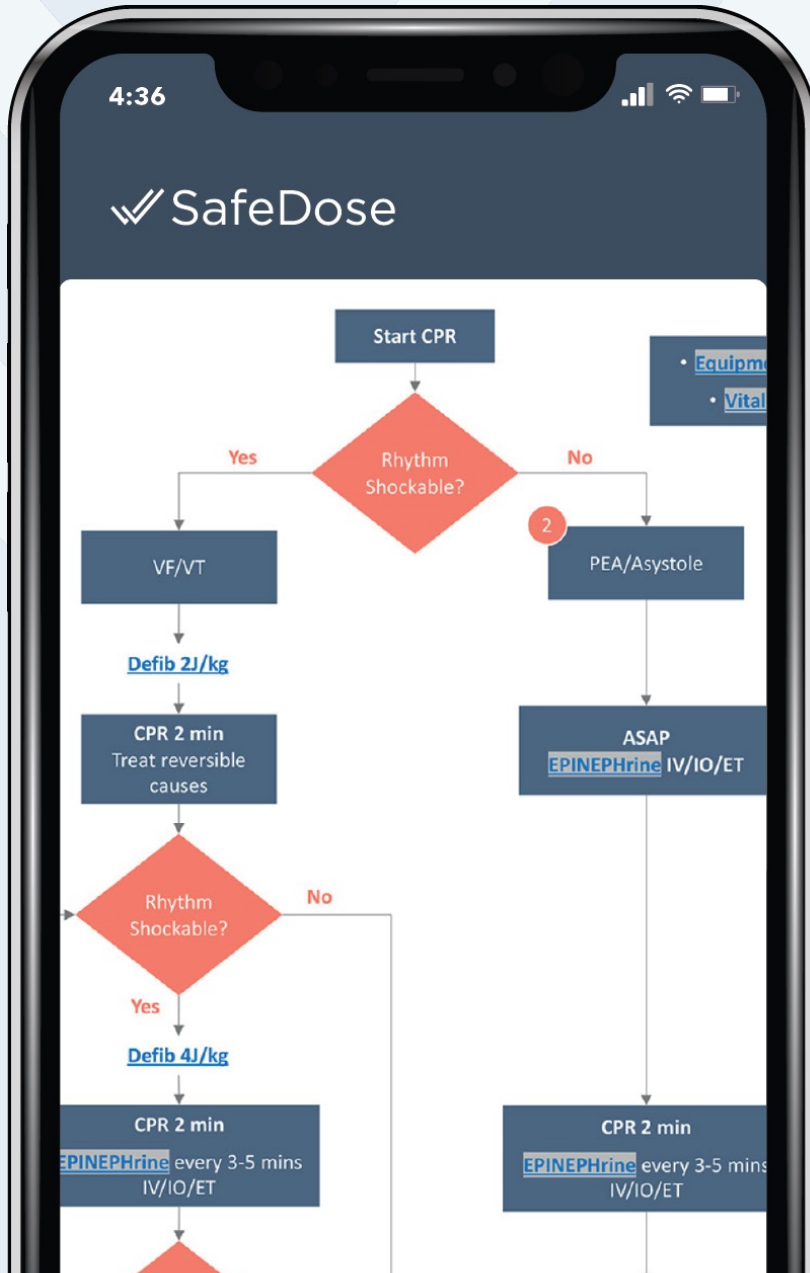 4:36
SafeDose
Start CPR
• Equipme
• Vital
Rhythm
Shockable?
Yes
No
VF/VT
2
PEA/Asystole
Defib 2J/kg
CPR 2 min
Treat reversible
causes
ASAP
EPINEPHrine IV/IO/ET
Rhythm
Shockable?
No
Yes
Defib 4J/kg
CPR 2 min
EPINEPHrine every 3-5 mins
IV/IO/ET
CPR 2 min
EPINEPHrine every 3-5 mins
IV/IO/ET